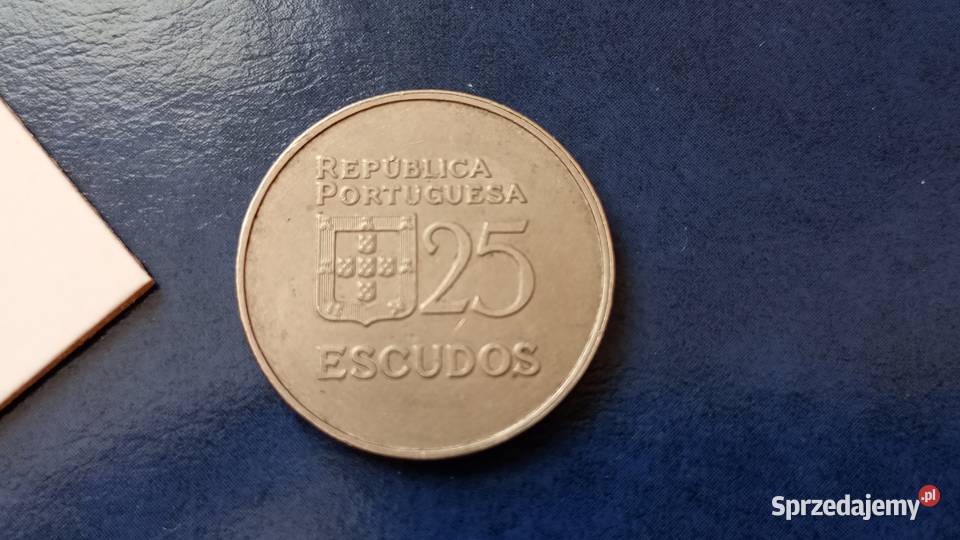 REPÚBLICA
PORTUGUESA
25
ESCUDOS
Sprzedajemy.pl